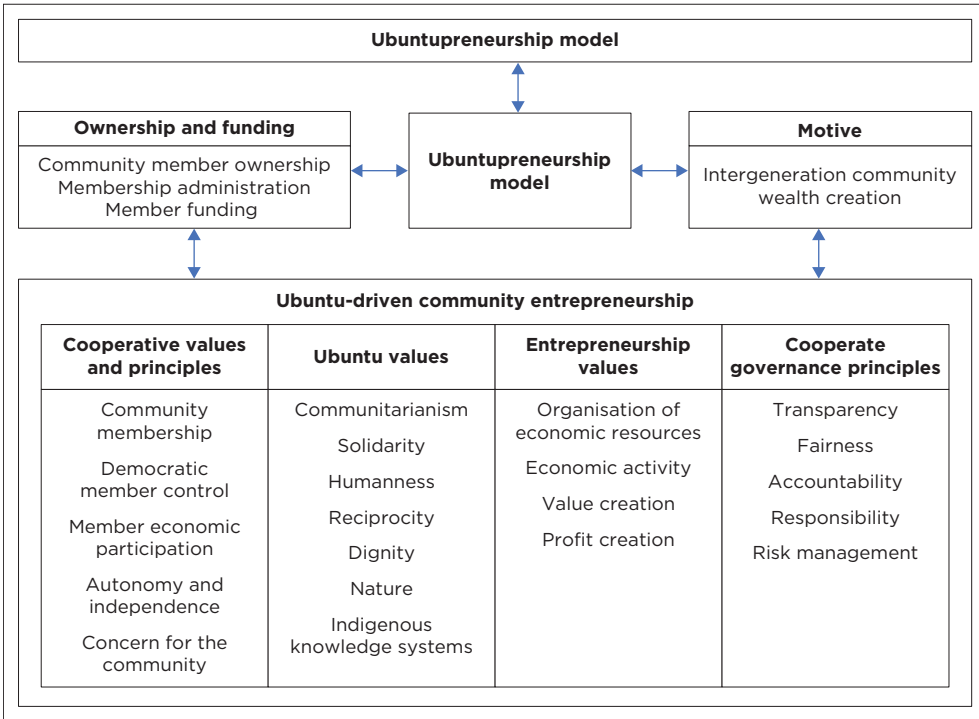 Ubuntupreneurship model
Ownership and funding
Community member ownership
Membership administration
Member funding
Ubuntupreneurship
model
Motive
Intergeneration community
wealth creation
Ubuntu-driven community entrepreneurship
Cooperative values
and principles
Community
membership
Democratic
member control
Member economic
participation
Autonomy and
independence
Concern for the
community
Ubuntu values
Communitarianism
Solidarity
Humanness
Reciprocity
Dignity
Nature
Indigenous
knowledge systems
Entrepreneurship
values
Organisation of
economic resources
Economic activity
Value creation
Profit creation
Cooperate
governance principles
Transparency
Fairness
Accountability
Responsibility
Risk management